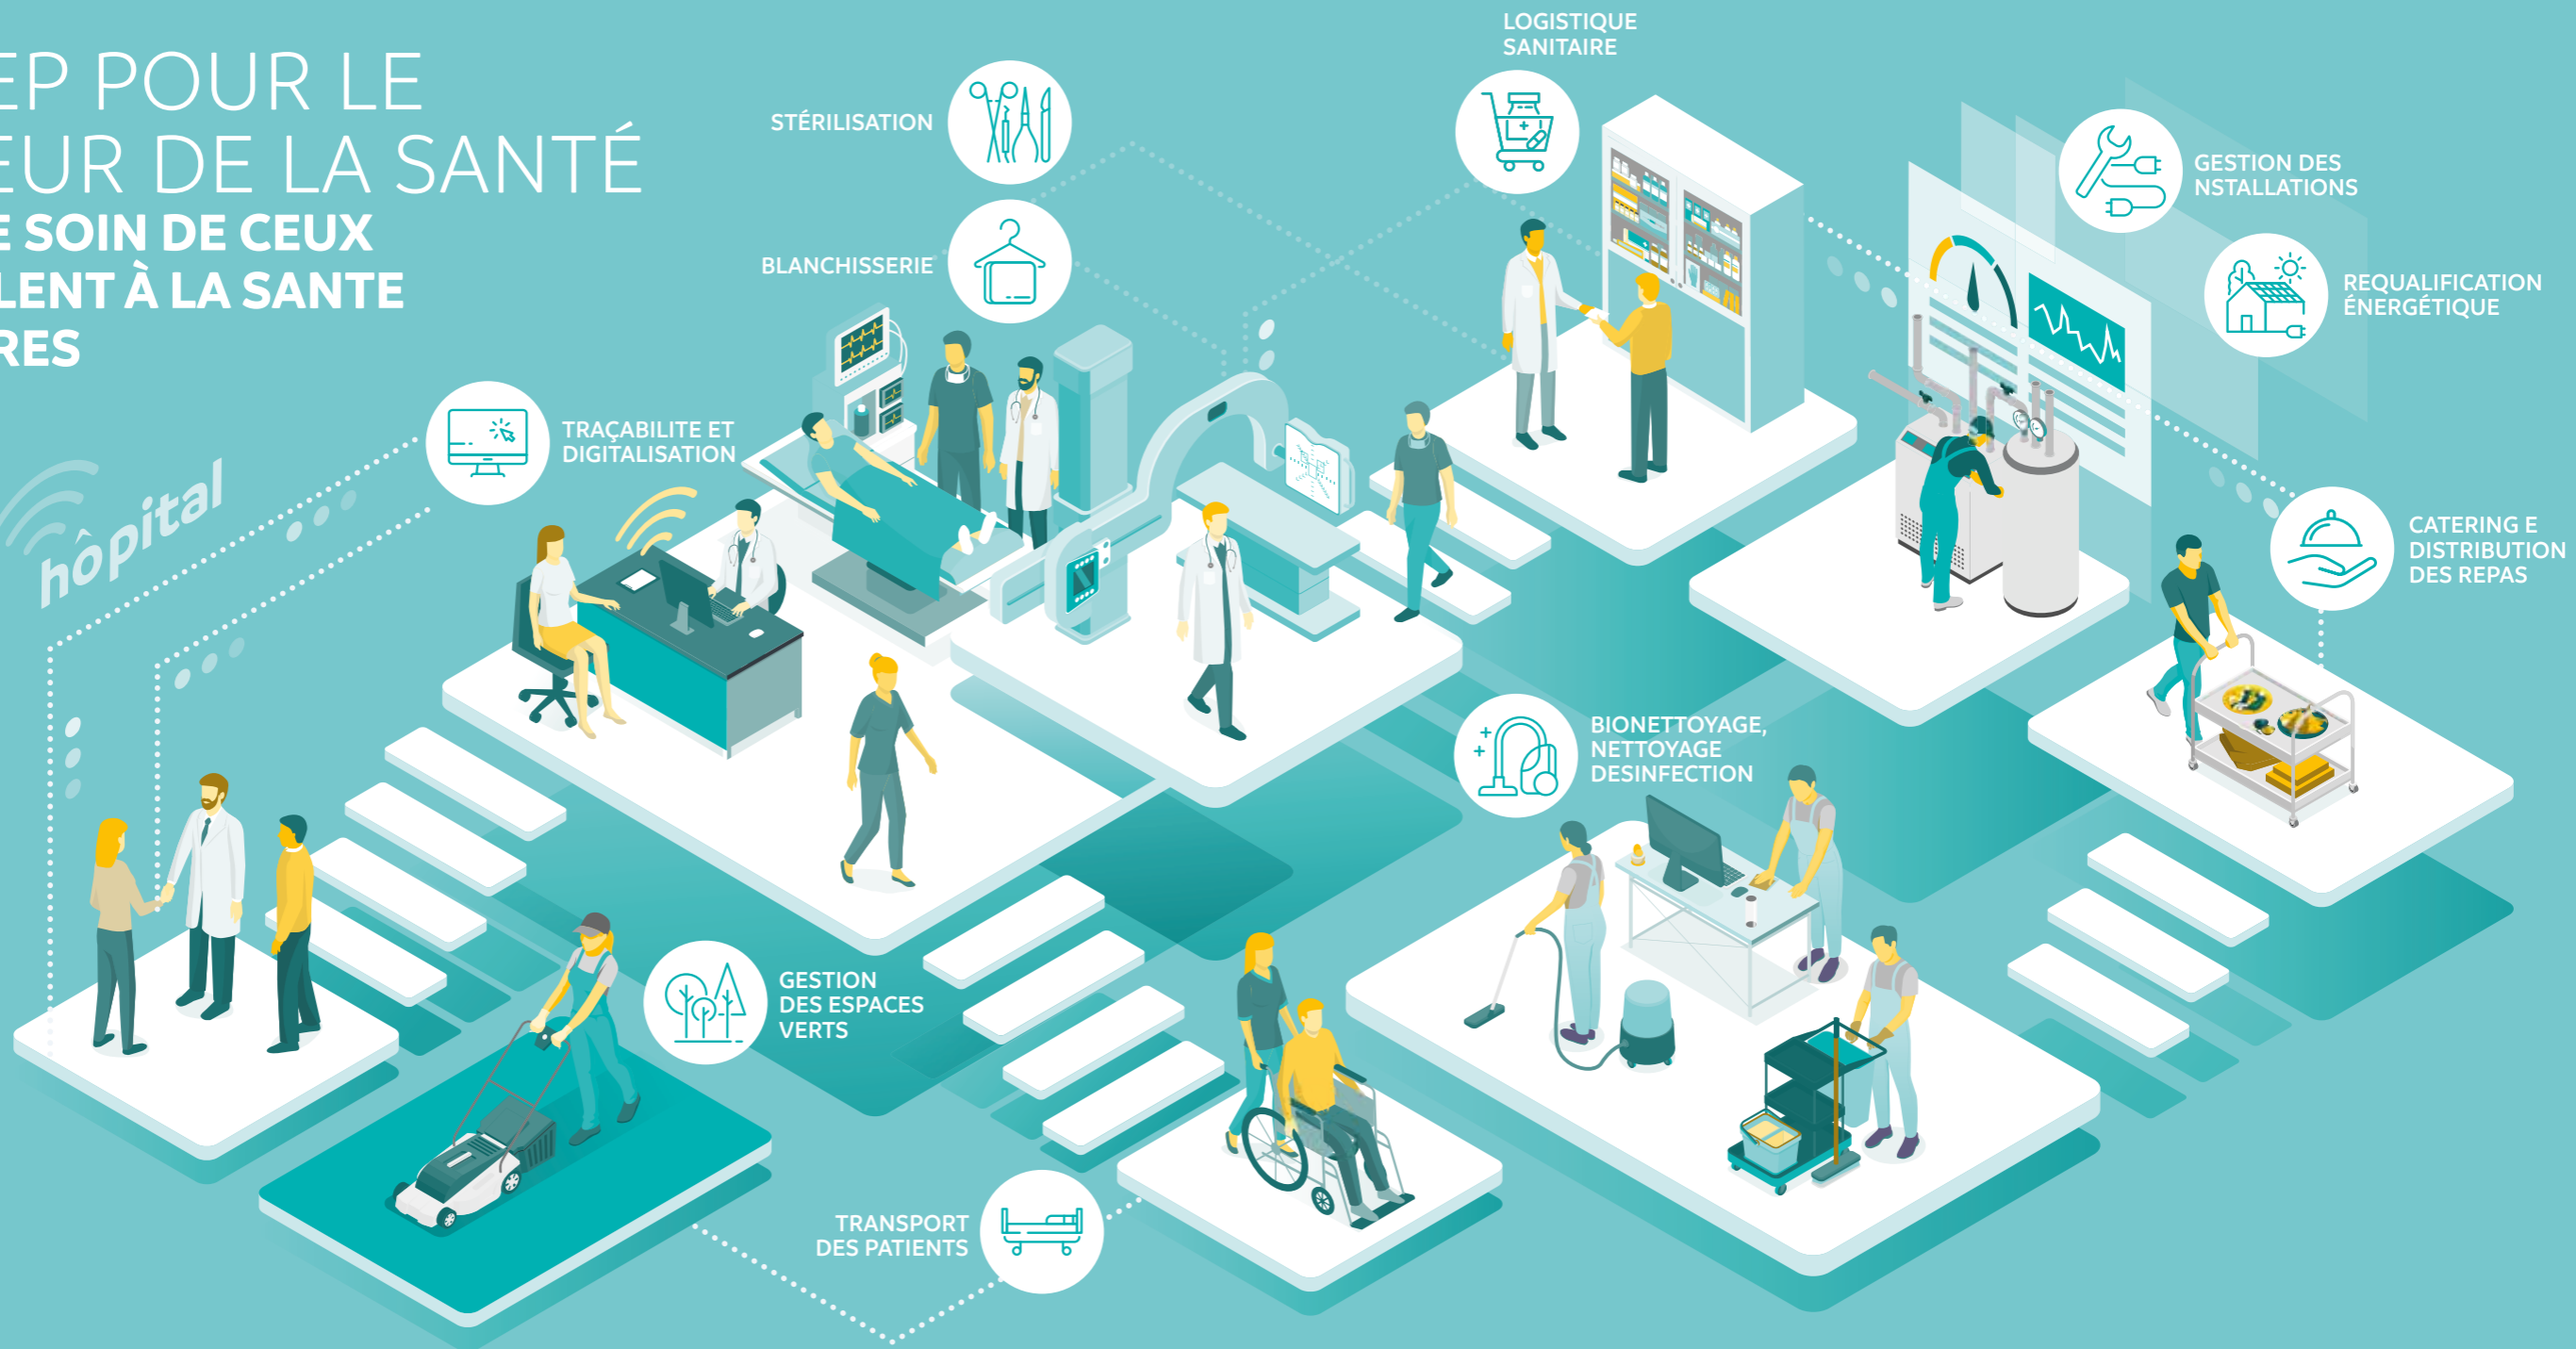 EP POUR LE
EUR DE LA SANTÉ
E SOIN DE CEUX
LENT À LA SANTE
RES
LOGISTIQUE
SANITAIRE
STÉRILISATION
BLANCHISSERIE
GESTION DES
NSTALLATIONS
REQUALIFICATION
ÉNERGÉTIQUE
TRAÇABILITE ET
DIGITALISATION
hôpital
CATERING E
DISTRIBUTION
DES REPAS
BIONETTOYAGE,
NETTOYAGE
DESINFECTION
GESTION
DES ESPACES
VERTS
TRANSPORT
DES PATIENTS